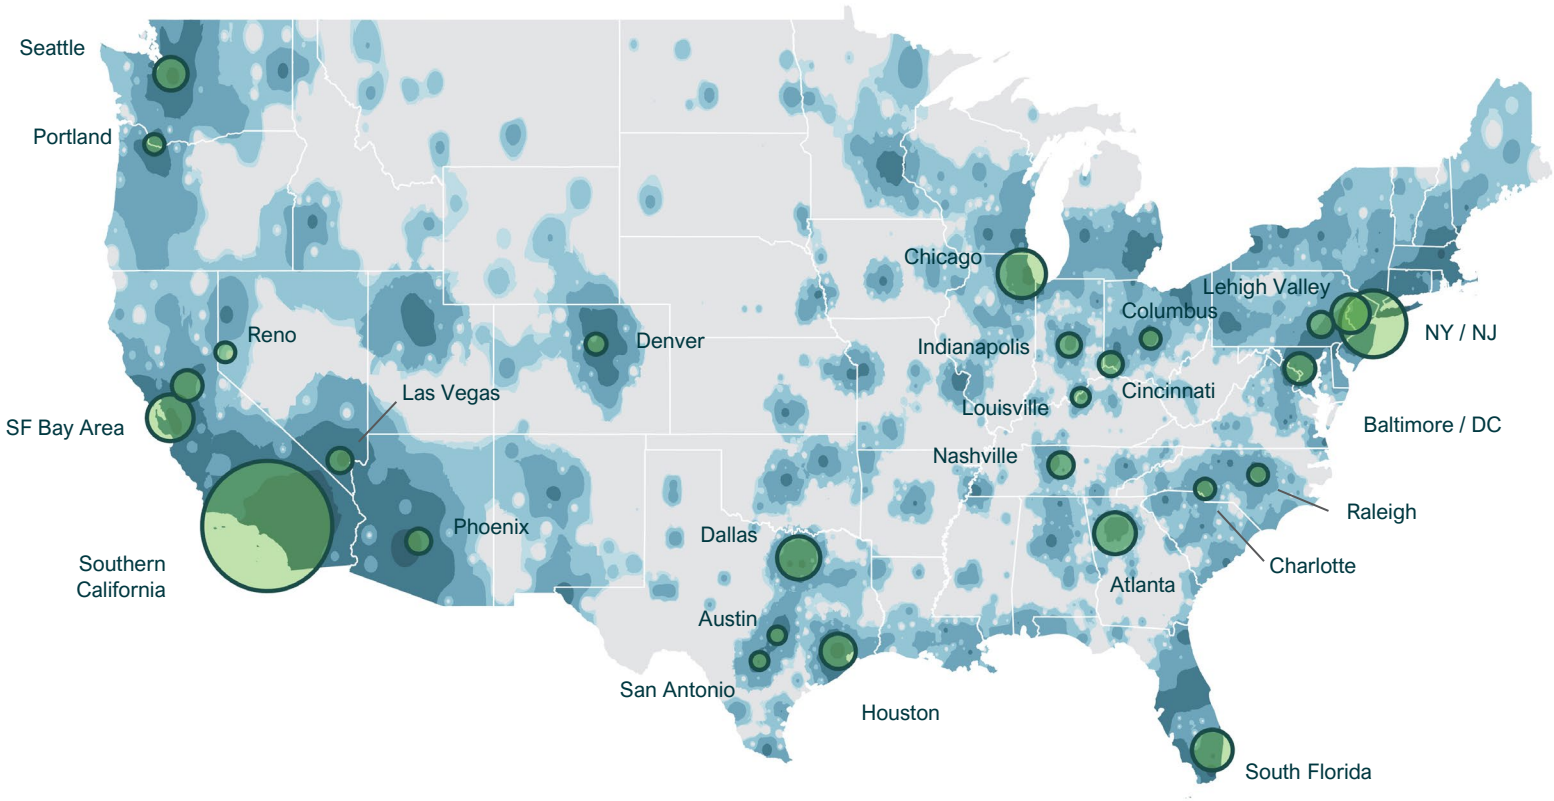 Seattle
Portland
Chicago
Lehigh Valley
Columbus
NY / NJ
Reno
Denver
Indianapolis
Las Vegas
Cincinnati
Louisville
SF Bay Area
Baltimore / DC
Nashville
Raleigh
Phoenix
Dallas
Southern
California
Charlotte
Atlanta
Austin
San Antonio
Houston
South Florida